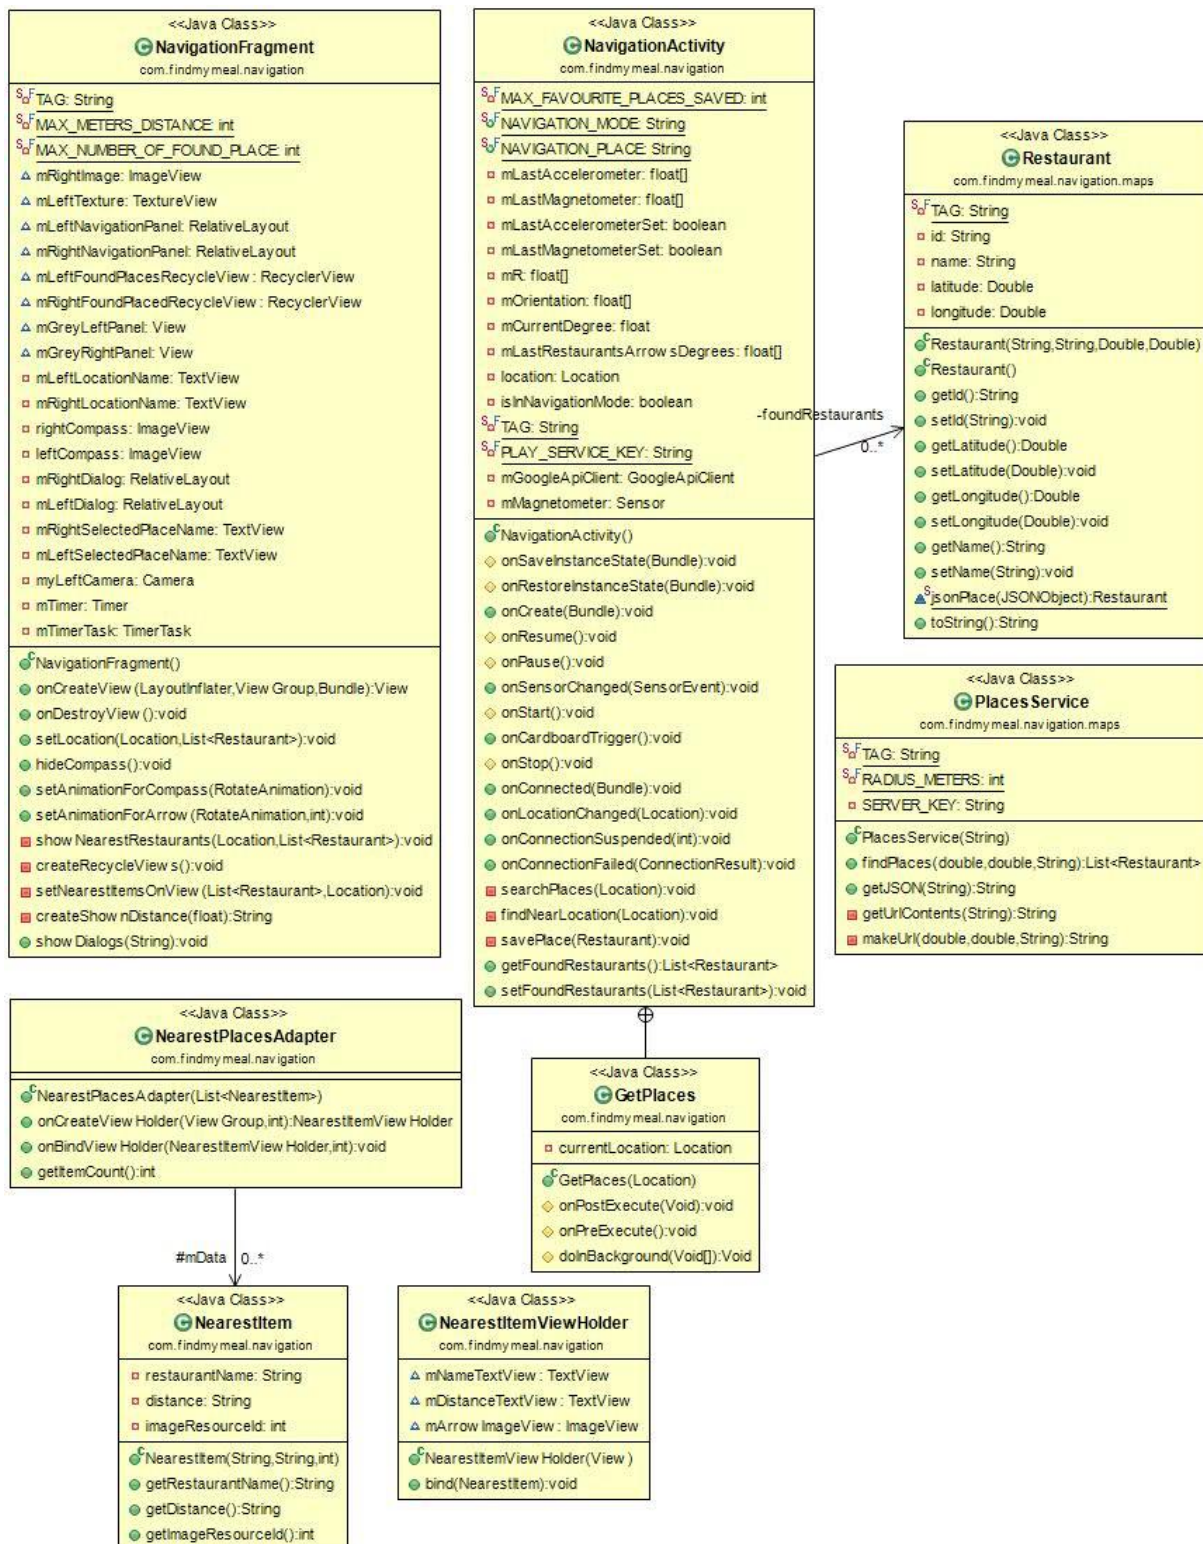 <<Java Class>>
NavigationFragment
com.findmymeal.navigation
TAG: String
MAX_METERS_DISTANCE: int
MAX_NUMBER_OF_FOUND_PLACE: int
mRightImage: ImageView
mLeftTexture: TextureView
mLeftNavigationPanel: RelativeLayout
mRightNavigationPanel: RelativeLayout
mLeftFoundPlacesRecycleView: RecyclerView
mRightFoundPlacedRecycleView: RecyclerView
mGreyLeftPanel: View
mGreyRightPanel: View
mLeftLocationName: TextView
mRightLocationName: TextView
rightCompass: ImageView
leftCompass: ImageView
mRightDialog: RelativeLayout
mLeftDialog: RelativeLayout
mRightSelectedPlaceName: TextView
mLeftSelectedPlaceName: TextView
myLeftCamera: Camera
mTimer: Timer
mTimerTask: TimerTask
NavigationFragment()
onCreateView(LayoutInflater,ViewGroup,Bundle):View
onDestroyView():void
setLocation(Location,List<Restaurant>):void
hideCompass():void
setAnimationForCompass(RotateAnimation):void
setAnimationForArrow(RotateAnimation,int):void
showNearestRestaurants(Location,List<Restaurant>):void
createRecycleViews():void
setNearestItemsOnView(List<Restaurant>,Location):void
createShownDistance(float):String
showDialogs(String):void
<<Java Class>>
NavigationActivity
com.findmymeal.navigation
MAX_FAVOURITE_PLACES_SAVED: int
NAVIGATION_MODE: String
NAVIGATION_PLACE: String
mLastAccelerometer: float[]
mLastMagnetometer: float[]
mLastAccelerometerSet: boolean
mLastMagnetometerSet: boolean
mR: float[]
mOrientation: float[]
mCurrentDegree: float
mLastRestaurantsArrowsDegrees: float[]
location: Location
isInNavigationMode: boolean
TAG: String
PLAY_SERVICE_KEY: String
mGoogleApiClient: GoogleApiClient
mMagnetometer: Sensor
NavigationActivity()
onSaveInstanceState(Bundle):void
onRestoreInstanceState(Bundle):void
onCreate(Bundle):void
onResume():void
onPause():void
onSensorChanged(SensorEvent):void
onStart():void
onCardboardTrigger():void
onStop():void
onConnected(Bundle):void
onLocationChanged(Location):void
onConnectionSuspended(int):void
onConnectionFailed(ConnectionResult):void
searchPlaces(Location):void
findNearLocation(Location):void
savePlace(Restaurant):void
getFoundRestaurants():List<Restaurant>
setFoundRestaurants(List<Restaurant>):void
-foundRestaurants
0..*
<<Java Class>>
Restaurant
com.findmymeal.navigation.maps
TAG: String
id: String
name: String
latitude: Double
longitude: Double
Restaurant(String,String,Double,Double)
Restaurant()
getId():String
setId(String):void
getLatitude():Double
setLatitude(Double):void
getLongitude():Double
setLongitude(Double):void
getName():String
setName(String):void
jsonPlace(JSONObject):Restaurant
toString():String
<<Java Class>>
PlacesService
com.findmymeal.navigation.maps
TAG: String
RADIUS_METERS: int
SERVER_KEY: String
PlacesService(String)
findPlaces(double,double,String):List<Restaurant>
getJSON(String):String
getUrlContents(String):String
makeUrl(double,double,String):String
<<Java Class>>
NearestPlacesAdapter
com.findmymeal.navigation
NearestPlacesAdapter(List<NearestItem>)
onCreateViewHolder(ViewGroup,int):NearestItemViewHolder
onBindViewHolder(NearestItemViewHolder,int):void
getItemCount():int
#mData 0..*
<<Java Class>>
GetPlaces
com.findmymeal.navigation
currentLocation: Location
GetPlaces(Location)
onPostExecute(Void):void
onPreExecute():void
doInBackground(Void[]):Void
<<Java Class>>
NearestItem
com.findmymeal.navigation
restaurantName: String
distance: String
imageResourceId: int
NearestItem(String,String,int)
getRestaurantName():String
getDistance():String
getImageResourceId():int
<<Java Class>>
NearestItemViewHolder
com.findmymeal.navigation
mNameTextView: TextView
mDistanceTextView: TextView
mArrowImageView: ImageView
NearestItemViewHolder(View)
bind(NearestItem):void